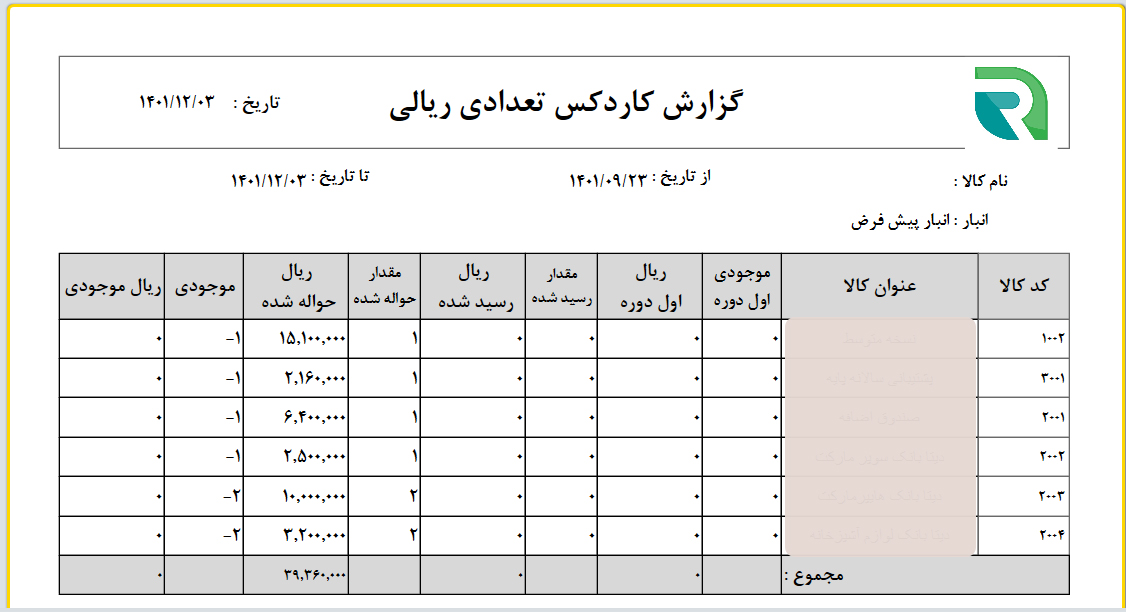 گزارش کاردکس تعدادی ریالی
تاریخ : ۱۴۰۱/۱۲/۰۳
نام کالا :
از تاریخ : ۱۴۰۱/۰۹/۲۳
تا تاریخ : ۱۴۰۱/۱۲/۰۳
انبار : انبار پیش فرض
کد کالا عنوان کالا موجودی اول دوره ریال اول دوره مقدار رسید شده ریال رسید شده مقدار حواله شده ریال حواله شده موجودی ریال موجودی
۱۰۰۲ ۰ ۰ ۰ ۰ ۱ ۱۵,۱۰۰,۰۰۰ -۱ ۰
۳۰۰۱ ۰ ۰ ۰ ۰ ۱ ۲,۱۶۰,۰۰۰ -۱ ۰
۲۰۰۱ ۰ ۰ ۰ ۰ ۱ ۶,۴۰۰,۰۰۰ -۱ ۰
۲۰۰۲ ۰ ۰ ۰ ۰ ۱ ۲,۵۰۰,۰۰۰ -۱ ۰
۲۰۰۳ ۰ ۰ ۰ ۰ ۲ ۱۰,۰۰۰,۰۰۰ -۲ ۰
۲۰۰۴ ۰ ۰ ۰ ۰ ۲ ۳,۲۰۰,۰۰۰ -۲ ۰
مجموع : ۰ ۰ ۳۹,۳۶۰,۰۰۰ ۰